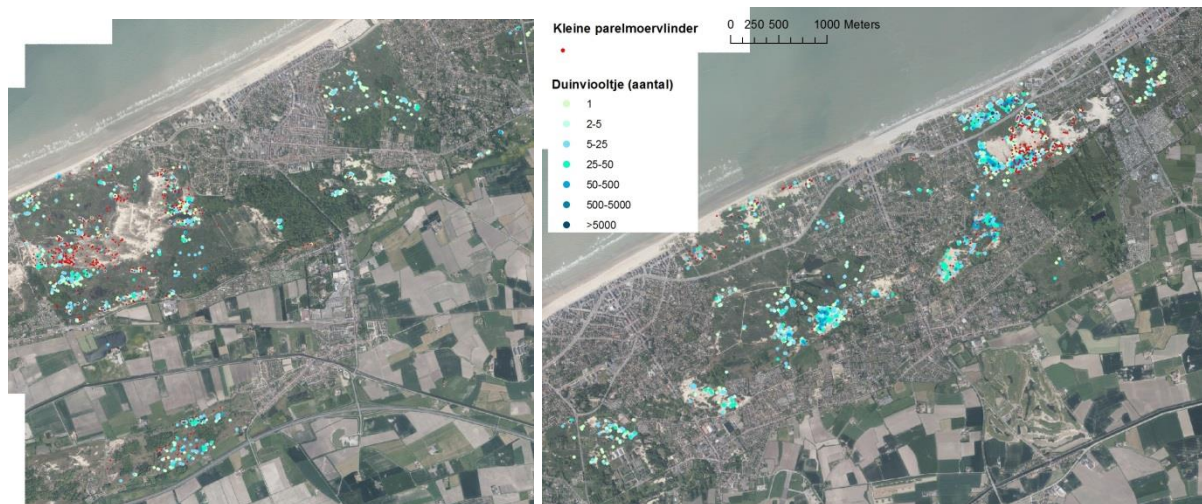 Kleine parelmoervlinder
0 250 500 1000 Meters
Duinviooltje (aantal)
1
2-5
5-25
25-50
50-500
500-5000
>5000